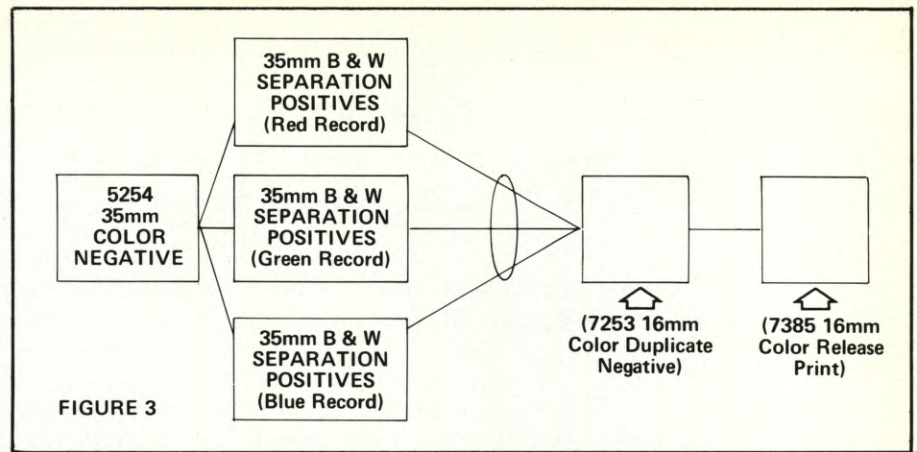 35mm B & W
SEPARATION
POSITIVES
(Red Record)
5254
35mm
COLOR
NEGATIVE
35mm B & W
SEPARATION
POSITIVES
(Green Record)
35mm B & W
SEPARATION
POSITIVES
(Blue Record)
(7253 16mm
Color Duplicate
Negative)
(7385 16mm
Color Release
Print)
FIGURE 3